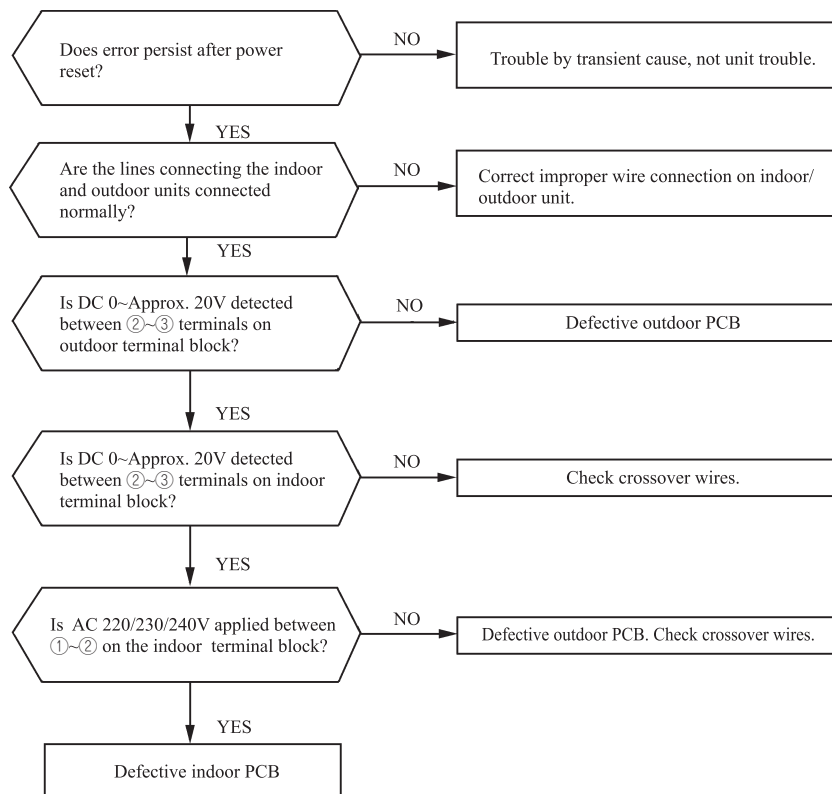 Does error persist after power
reset?
NO
Trouble by transient cause, not unit trouble.
YES
Are the lines connecting the indoor
and outdoor units connected
normally?
NO
Correct improper wire connection on indoor/
outdoor unit.
YES
Is DC 0~Approx. 20V detected
between ②~③ terminals on
outdoor terminal block?
NO
Defective outdoor PCB
YES
Is DC 0~Approx. 20V detected
between ②~③ terminals on indoor
terminal block?
NO
Check crossover wires.
YES
Is AC 220/230/240V applied between
①~② on the indoor terminal block?
NO
Defective outdoor PCB. Check crossover wires.
YES
Defective indoor PCB